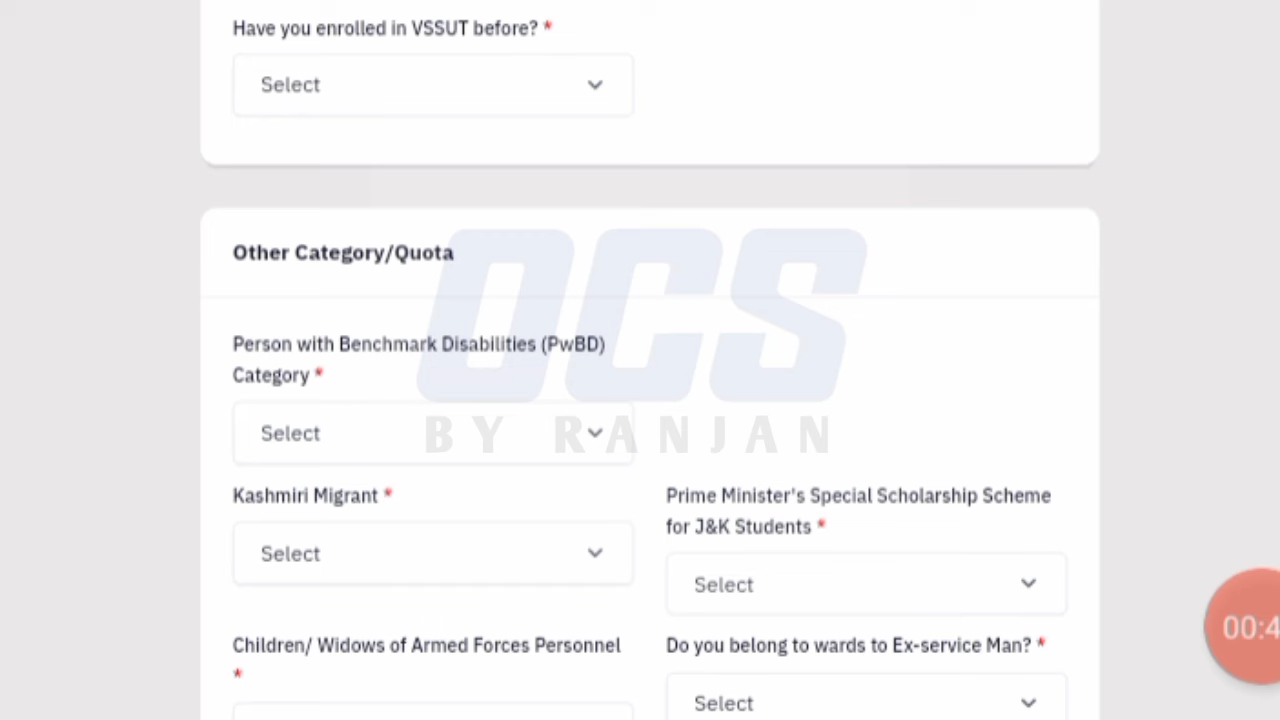 Have you enrolled in VSSUT before? *
Select
Other Category/Quota
OCS
BY RANJAN
Person with Benchmark Disabilities (PwBD)
Category *
Select
Kashmiri Migrant *
Select
Prime Minister's Special Scholarship Scheme
for J&K Students *
Select
Children/ Widows of Armed Forces Personnel
*
Do you belong to wards to Ex-service Man? *
Select
00:4